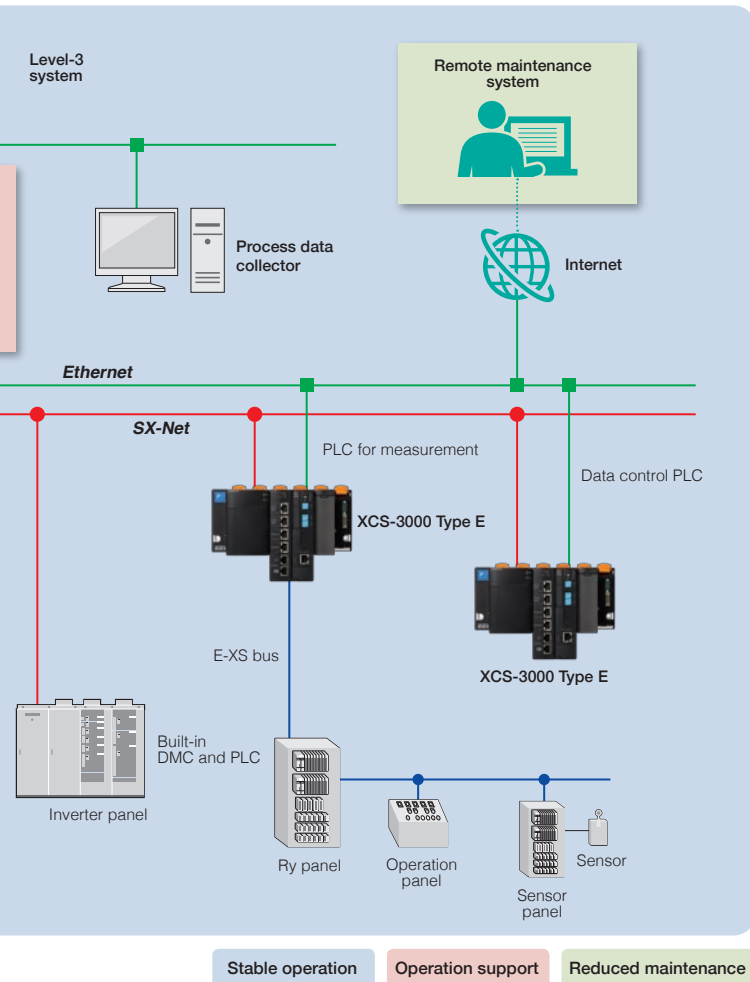 Level-3
system
Remote maintenance
system
Process data
collector
Internet
Ethernet
SX-Net
PLC for measurement
Data control PLC
XCS-3000 Type E
E-XS bus
XCS-3000 Type E
Built-in
DMC and PLC
Inverter panel
Ry panel
Operation
panel
Sensor
Sensor
panel
Stable operation
Operation support
Reduced maintenance